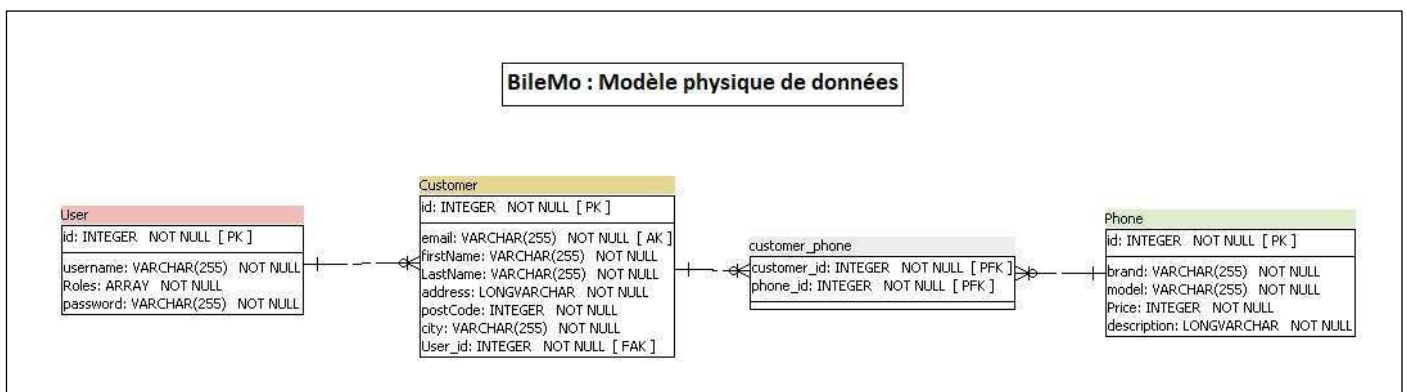 BileMo : Modèle physique de données
User
id: INTEGER NOT NULL [ PK ]
username: VARCHAR(255) NOT NULL
Roles: ARRAY NOT NULL
password: VARCHAR(255) NOT NULL
Customer
id: INTEGER NOT NULL [ PK ]
email: VARCHAR(255) NOT NULL [ AK ]
firstName: VARCHAR(255) NOT NULL
LastName: VARCHAR(255) NOT NULL
address: LONGVARCHAR NOT NULL
postCode: INTEGER NOT NULL
city: VARCHAR(255) NOT NULL
User_id: INTEGER NOT NULL [ FAK ]
customer_phone
customer_id: INTEGER NOT NULL [ PFK ]
phone_id: INTEGER NOT NULL [ PFK ]
Phone
id: INTEGER NOT NULL [ PK ]
brand: VARCHAR(255) NOT NULL
model: VARCHAR(255) NOT NULL
Price: INTEGER NOT NULL
description: LONGVARCHAR NOT NULL